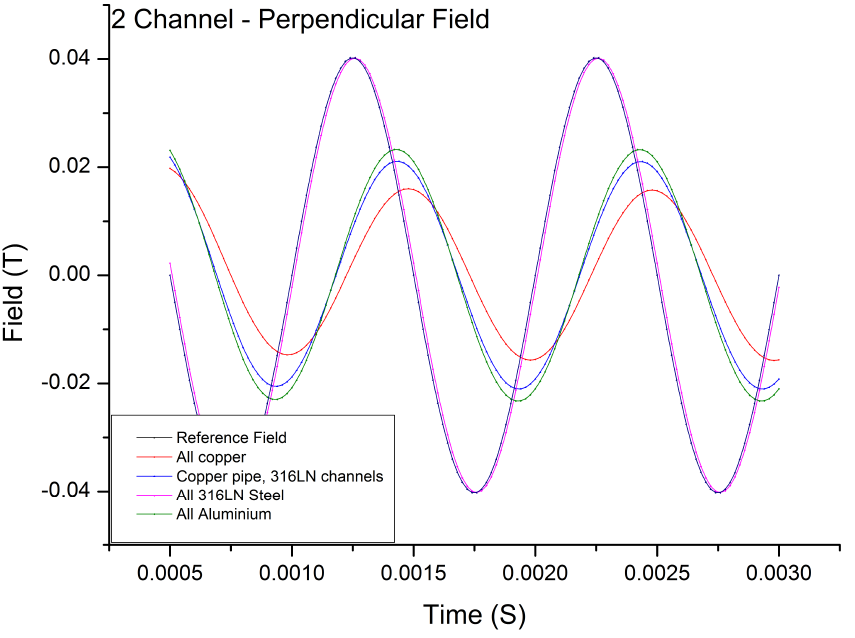 2 Channel - Perpendicular Field
0.04
0.02
0.00
-0.02
-0.04
Field (T)
Reference Field
All copper
Copper pipe, 316LN channels
All 316LN Steel
All Aluminium
0.0005 0.0010 0.0015 0.0020 0.0025 0.0030
Time (S)